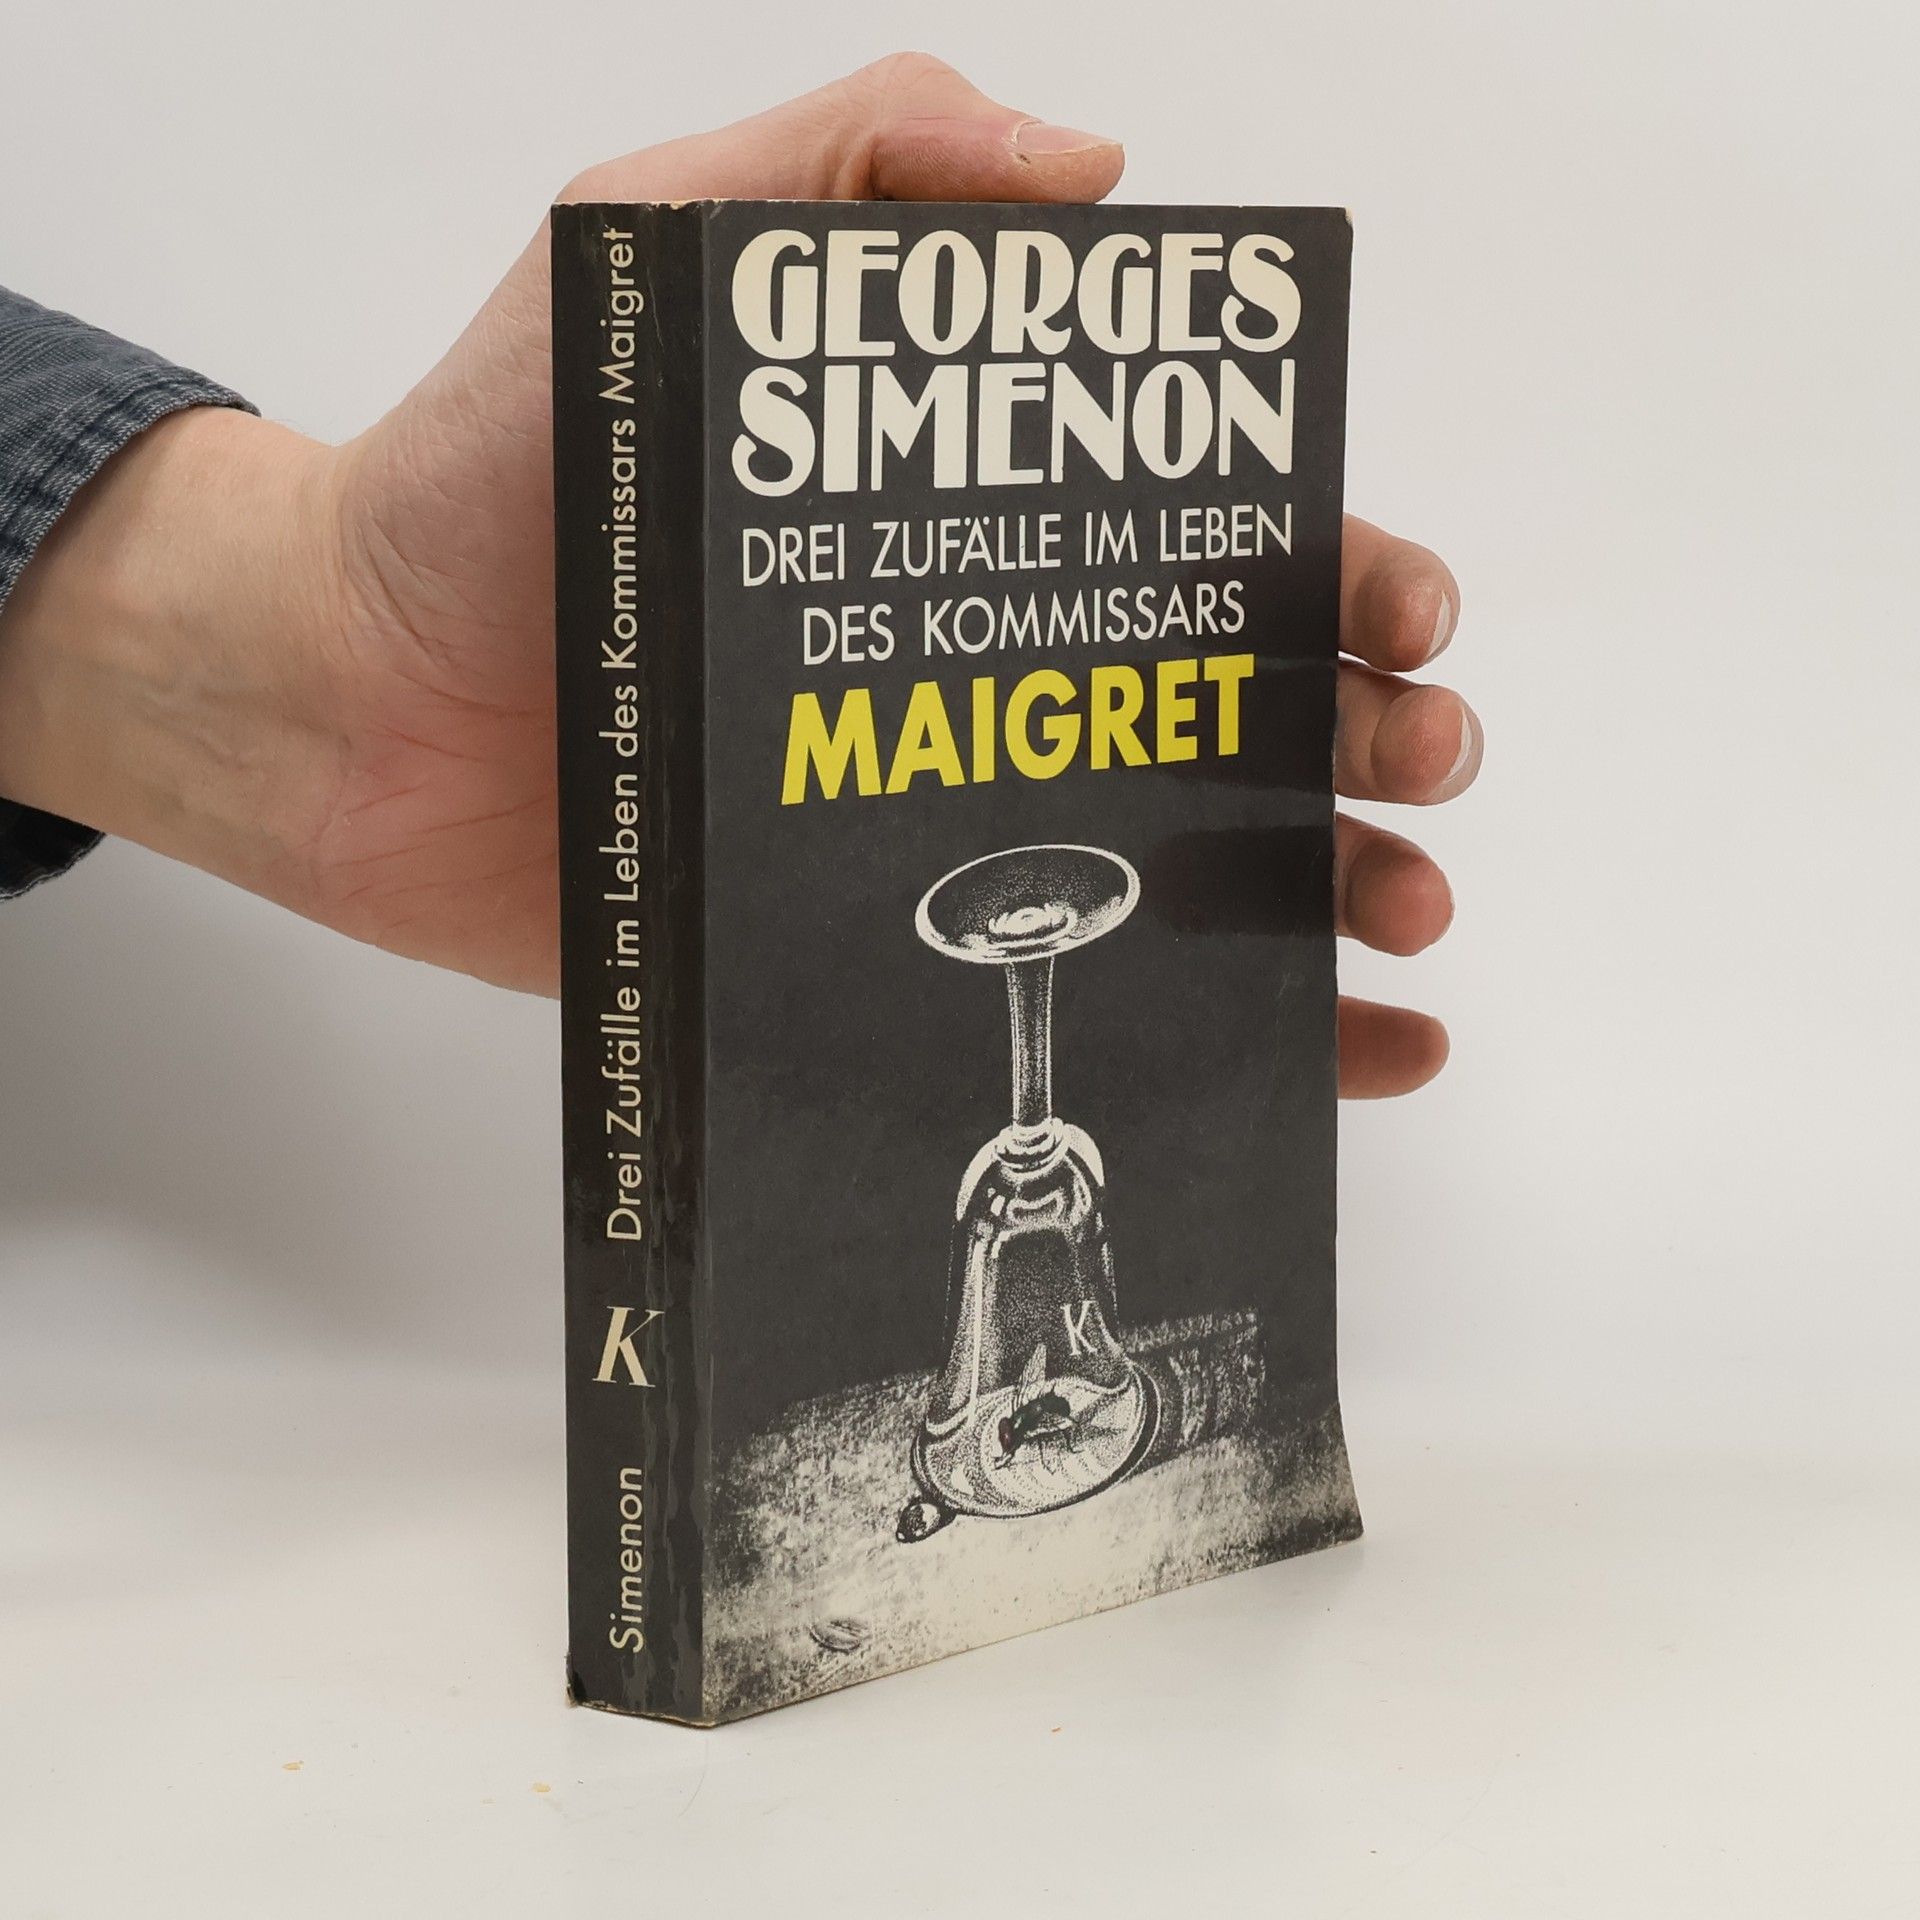 GEORGES
SIMENON
DREI ZUFÄLLE IM LEBEN
DES KOMMISSARS
MAIGRET
K
Simenon K Drei Zufälle im Leben des Kommissars Maigret